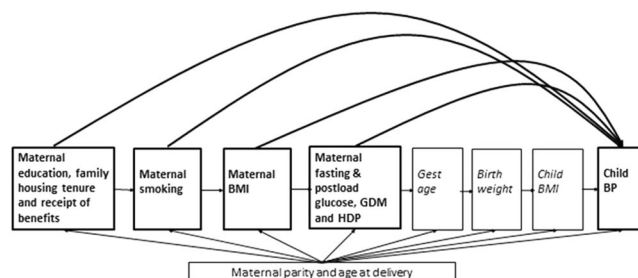 Maternal
education, family
housing tenure
and receipt of
benefits
Maternal
smoking
Maternal
BMI
Maternal
fasting &
postload
glucose, GDM
and HDP
Gest
age
Birth
weight
Child
BMI
Child
BP
Maternal parity and age at delivery